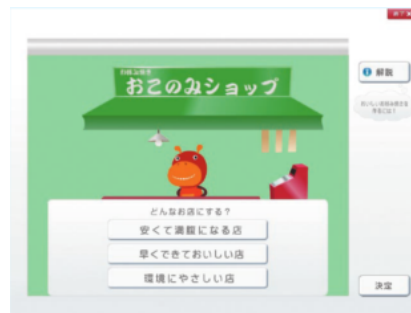 おこのみショップ
解説
どんなお店にする？
安くて満腹になる店
早くできておいしい店
環境にやさしい店
決定